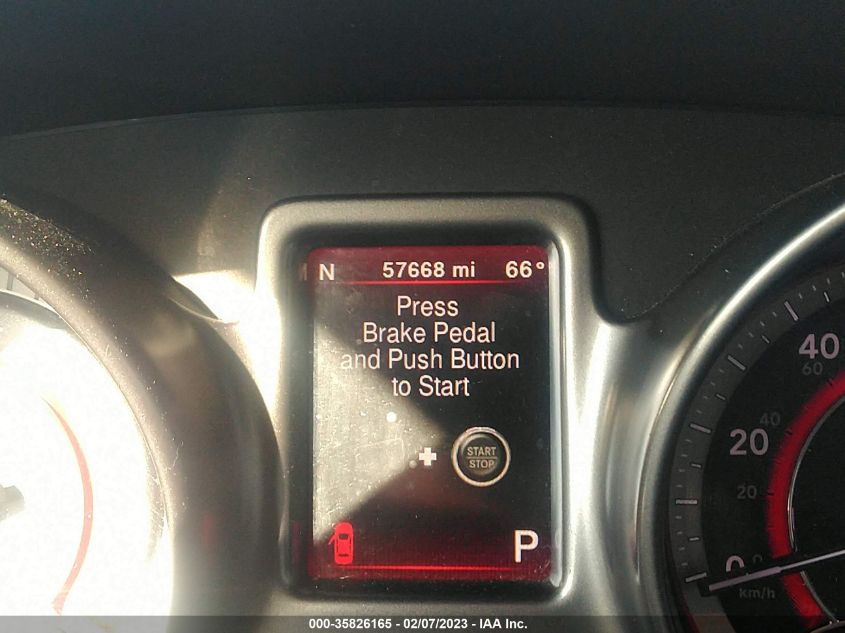 N 57668 mi 66°
Press
Brake Pedal
and Push Button
to Start
START
STOP
P
40
60
20
40
20
0
0
km/h
000-35826165 - 02/07/2023 - IAA Inc.